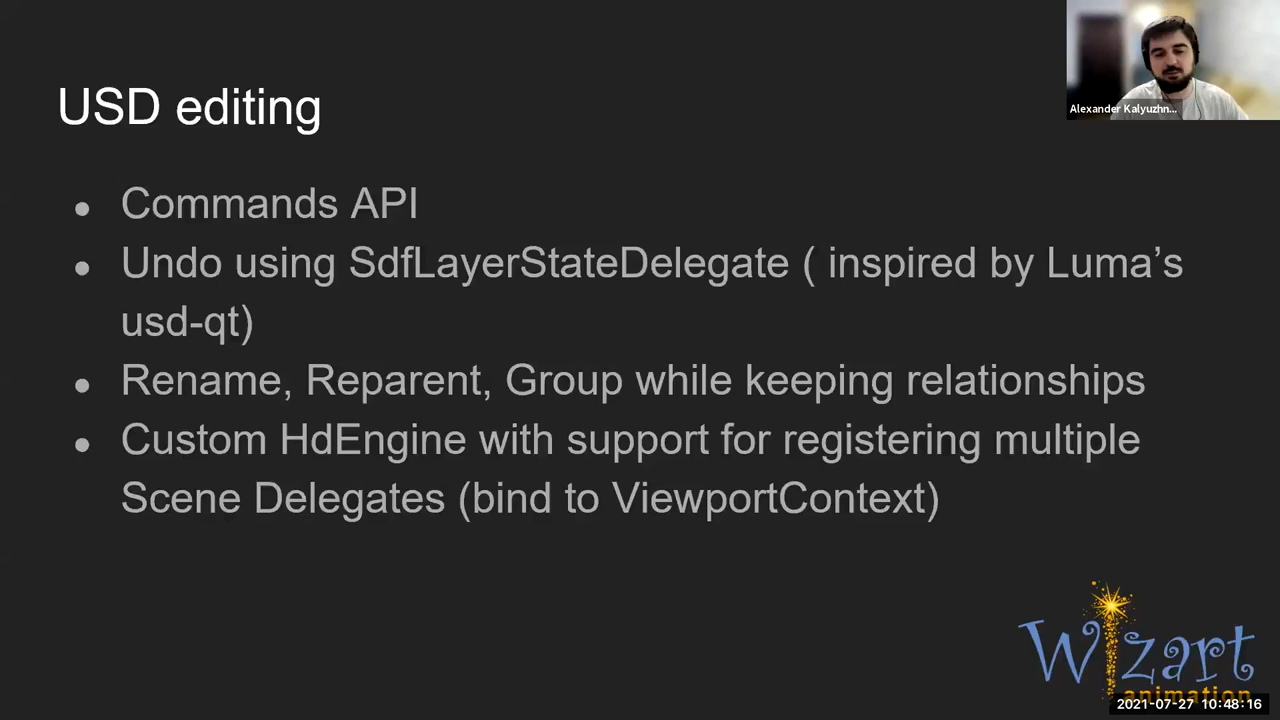 USD editing
Alexander Kalyuzhn...
● Commands API
● Undo using SdfLayerStateDelegate ( inspired by Luma’s
usd-qt)
● Rename, Reparent, Group while keeping relationships
● Custom HdEngine with support for registering multiple
Scene Delegates (bind to ViewportContext)
Wizart
animation
2021-07-27 10:48:16